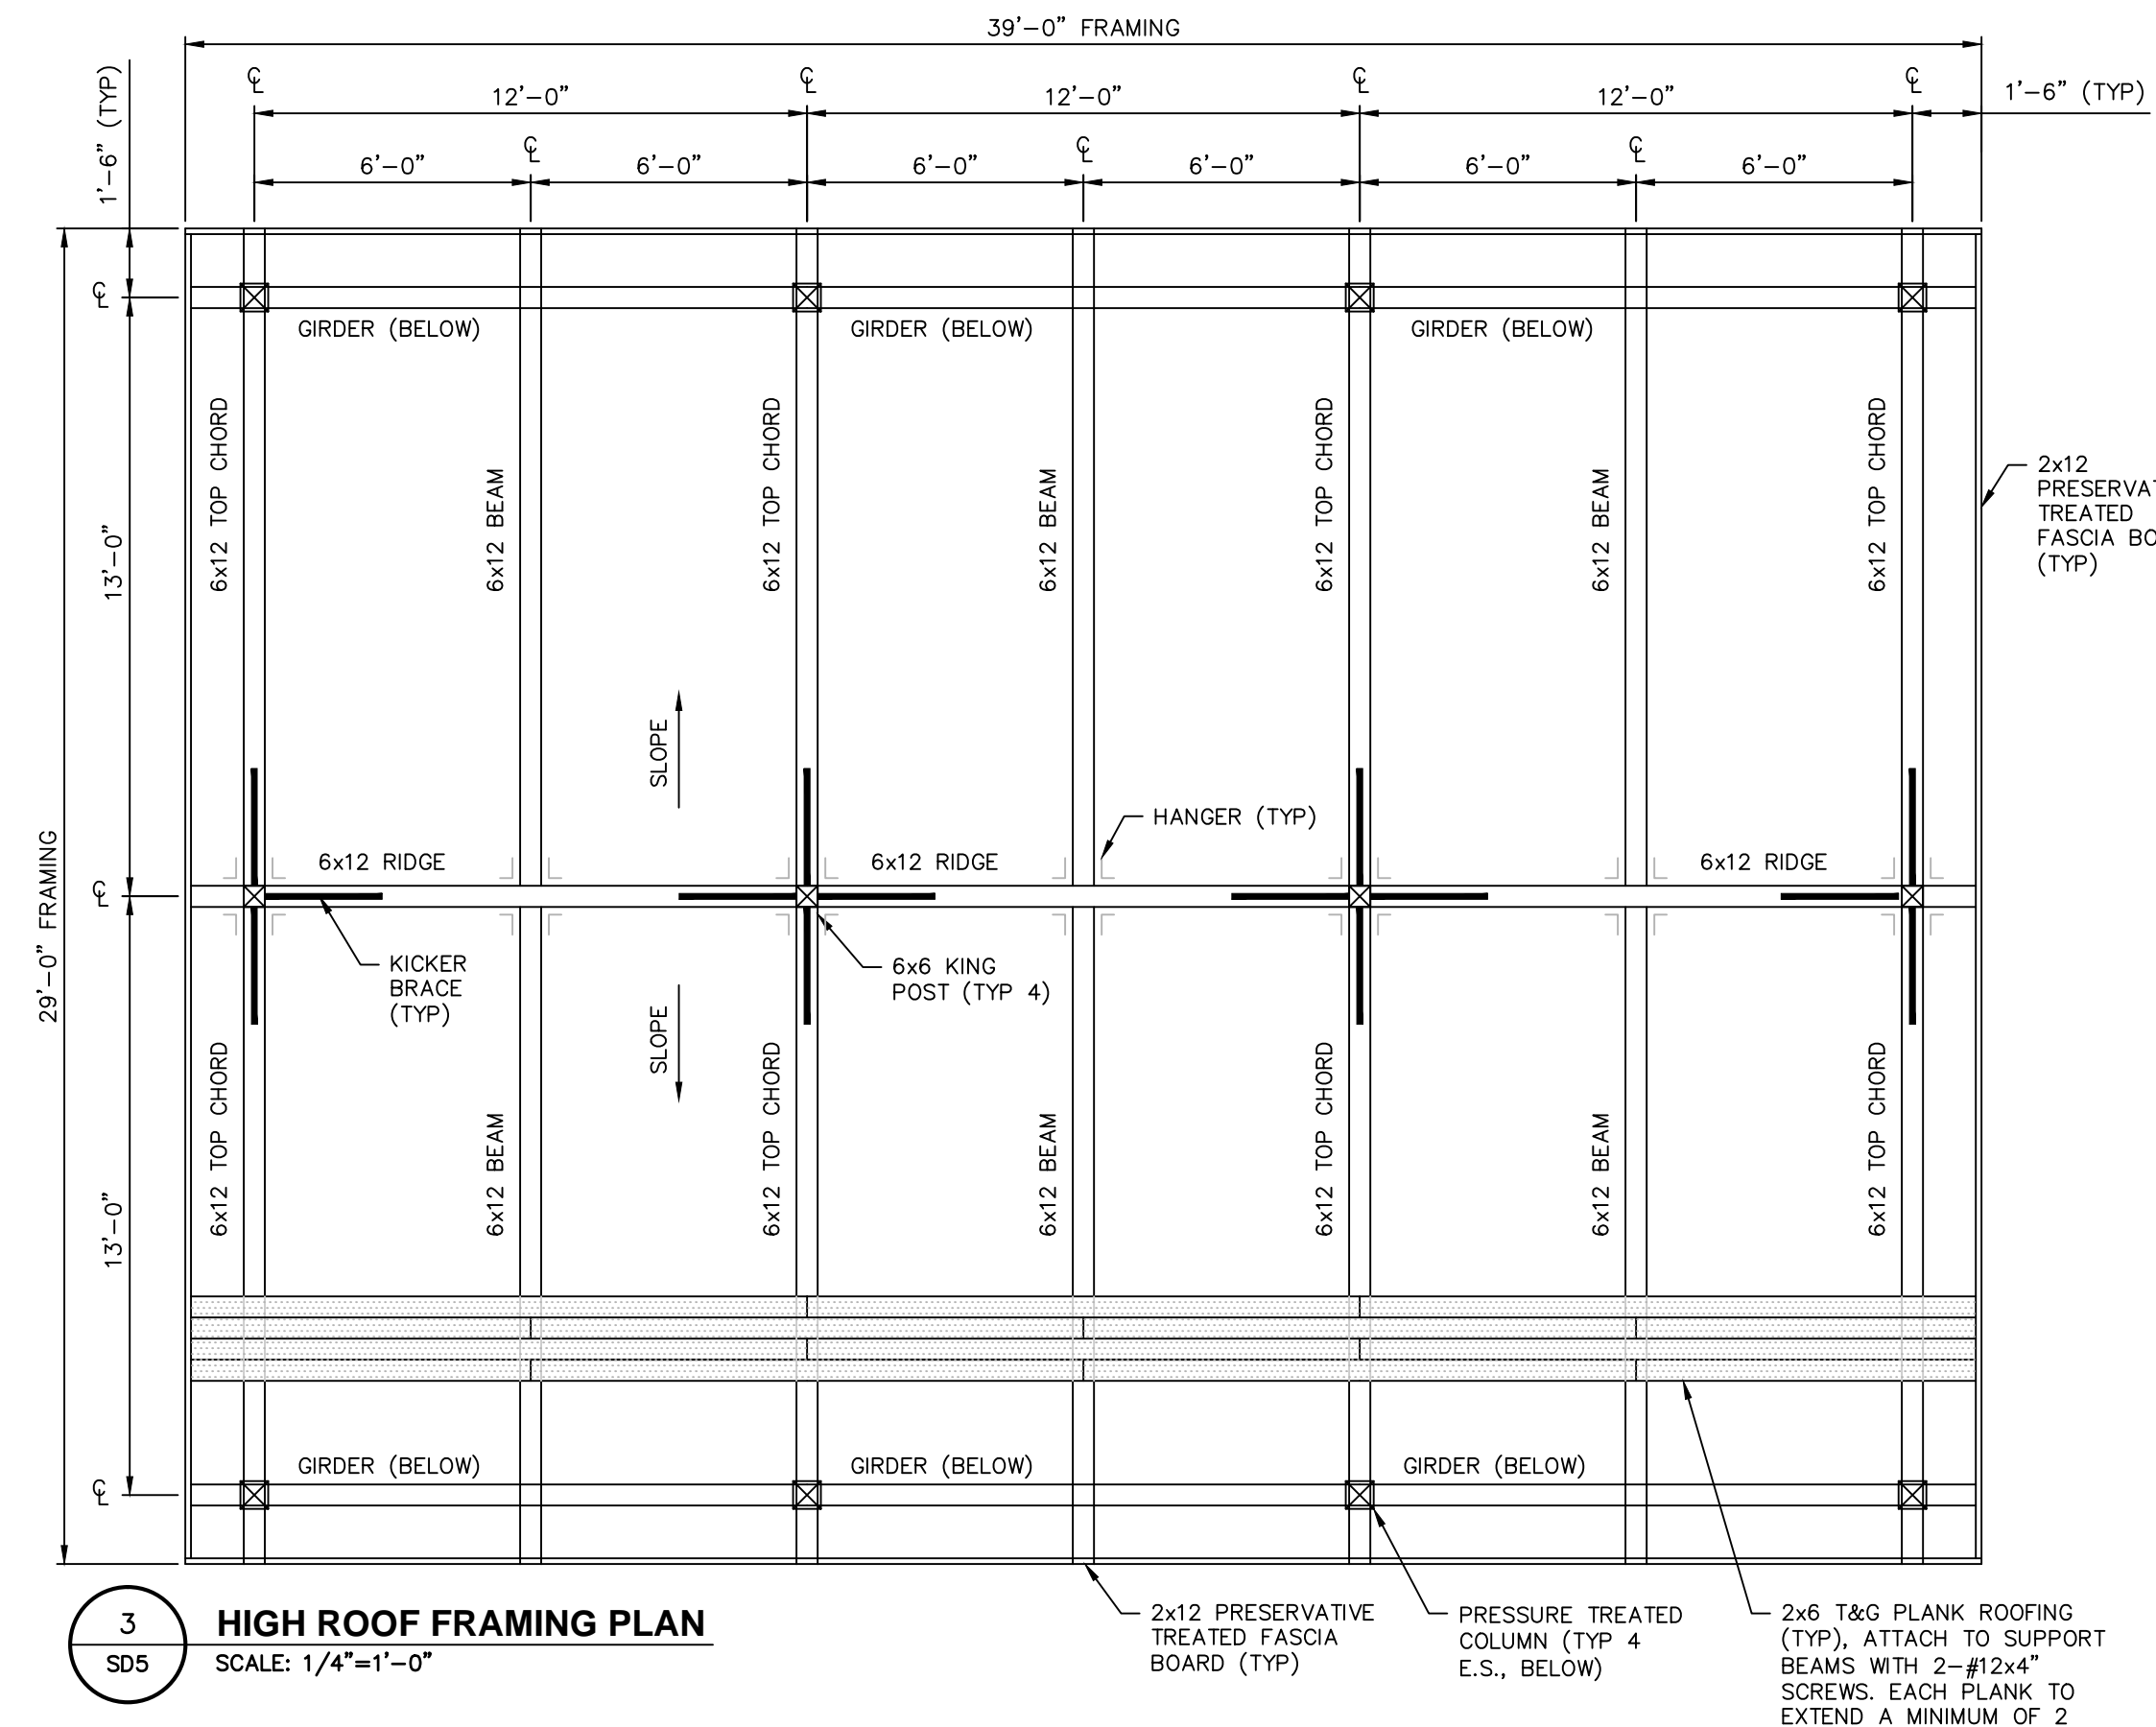 39'-0" FRAMING
1'-6" (TYP)
℄ ℄ ℄ ℄
12'-0" 12'-0" 12'-0" 1'-6" (TYP)
℄ ℄ ℄
6'-0" 6'-0" 6'-0" 6'-0" 6'-0" 6'-0"
℄
GIRDER (BELOW) GIRDER (BELOW) GIRDER (BELOW)
13'-0"
6x12 TOP CHORD
6x12 BEAM
6x12 TOP CHORD
6x12 BEAM
6x12 TOP CHORD
6x12 BEAM
6x12 TOP CHORD
2x12
TREATED
FASCIA
(TYP)
SLOPE
HANGER (TYP)
29'-0" FRAMING
℄
6x12 RIDGE 6x12 RIDGE 6x12 RIDGE
KICKER
BRACE
(TYP)
6x6 KING
POST (TYP 4)
SLOPE
13'-0"
6x12 TOP CHORD
6x12 BEAM
6x12 TOP CHORD
6x12 BEAM
6x12 TOP CHORD
6x12 BEAM
6x12 TOP CHORD
GIRDER (BELOW) GIRDER (BELOW) GIRDER (BELOW)
℄
3
SD5
HIGH ROOF FRAMING PLAN
SCALE: 1/4"=1'-0"
2x12 PRESERVATIVE
TREATED FASCIA
BOARD (TYP)
PRESSURE TREATED
COLUMN (TYP 4
E.S., BELOW)
2x6 T&G PLANK ROOFING
(TYP), ATTACH TO SUPPORT
BEAMS WITH 2-#12x4"
SCREWS. EACH PLANK TO
EXTEND A MINIMUM OF 2